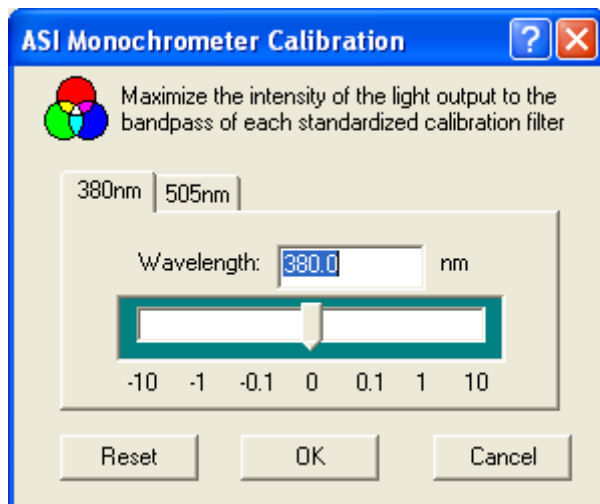 ASI Monochrometer Calibration
Maximize the intensity of the light output to the
bandpass of each standardized calibration filter
380nm 505nm
Wavelength: 380.0 nm
-10 -1 -0.1 0 0.1 1 10
Reset OK Cancel